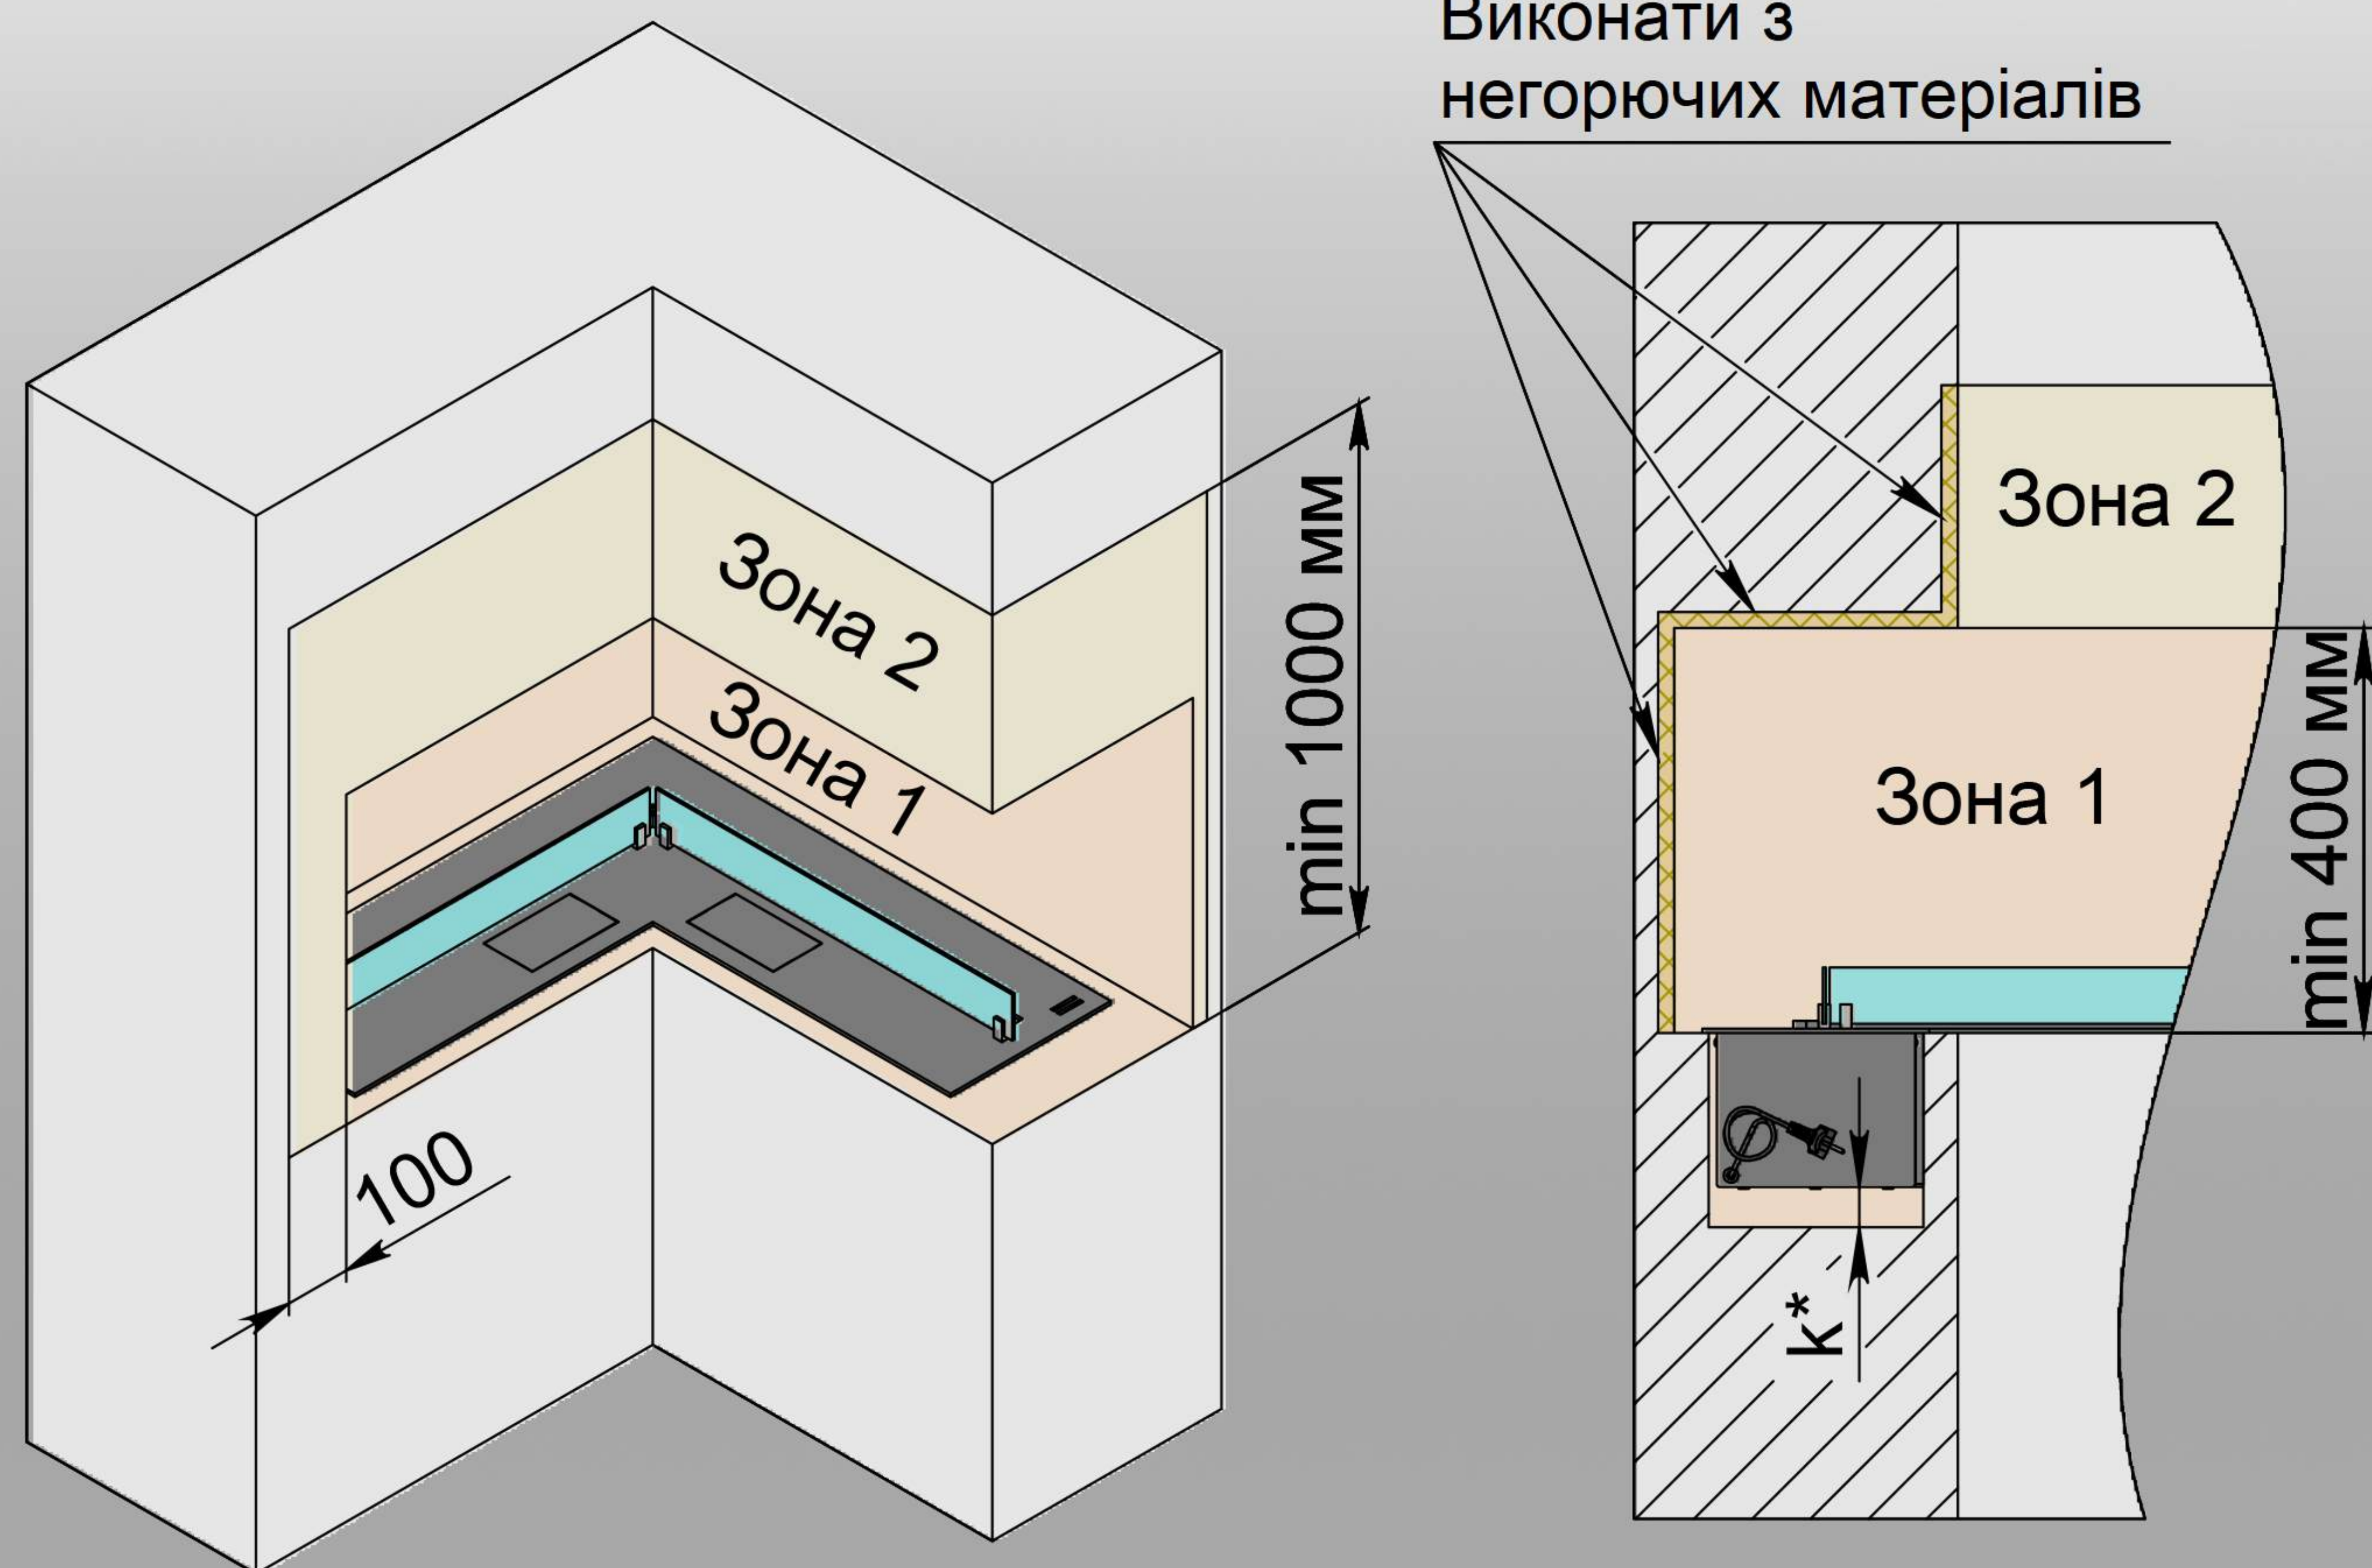 Виконати з
негорючих матеріалів
Зона 2
Зона 1
min 1000 мм
100
Зона 2
Зона 1
min 400 мм
k*